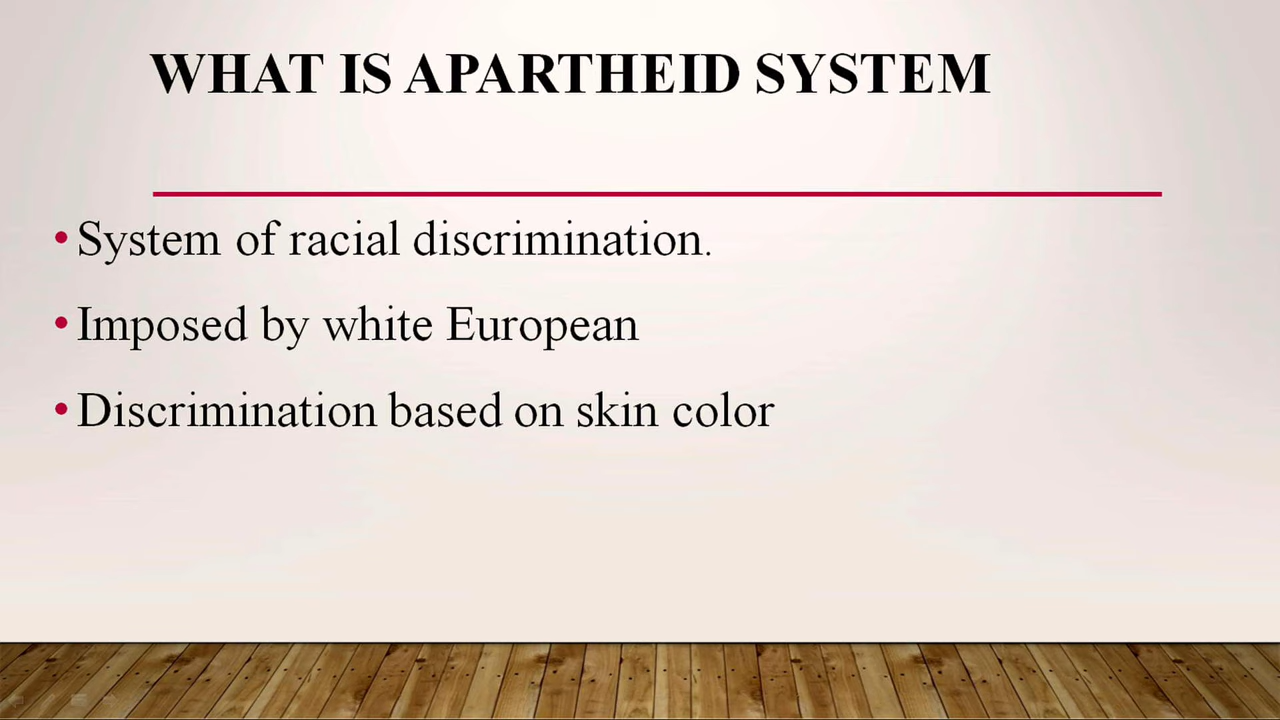 WHAT IS APARTHEID SYSTEM
• System of racial discrimination.
• Imposed by white European
• Discrimination based on skin color